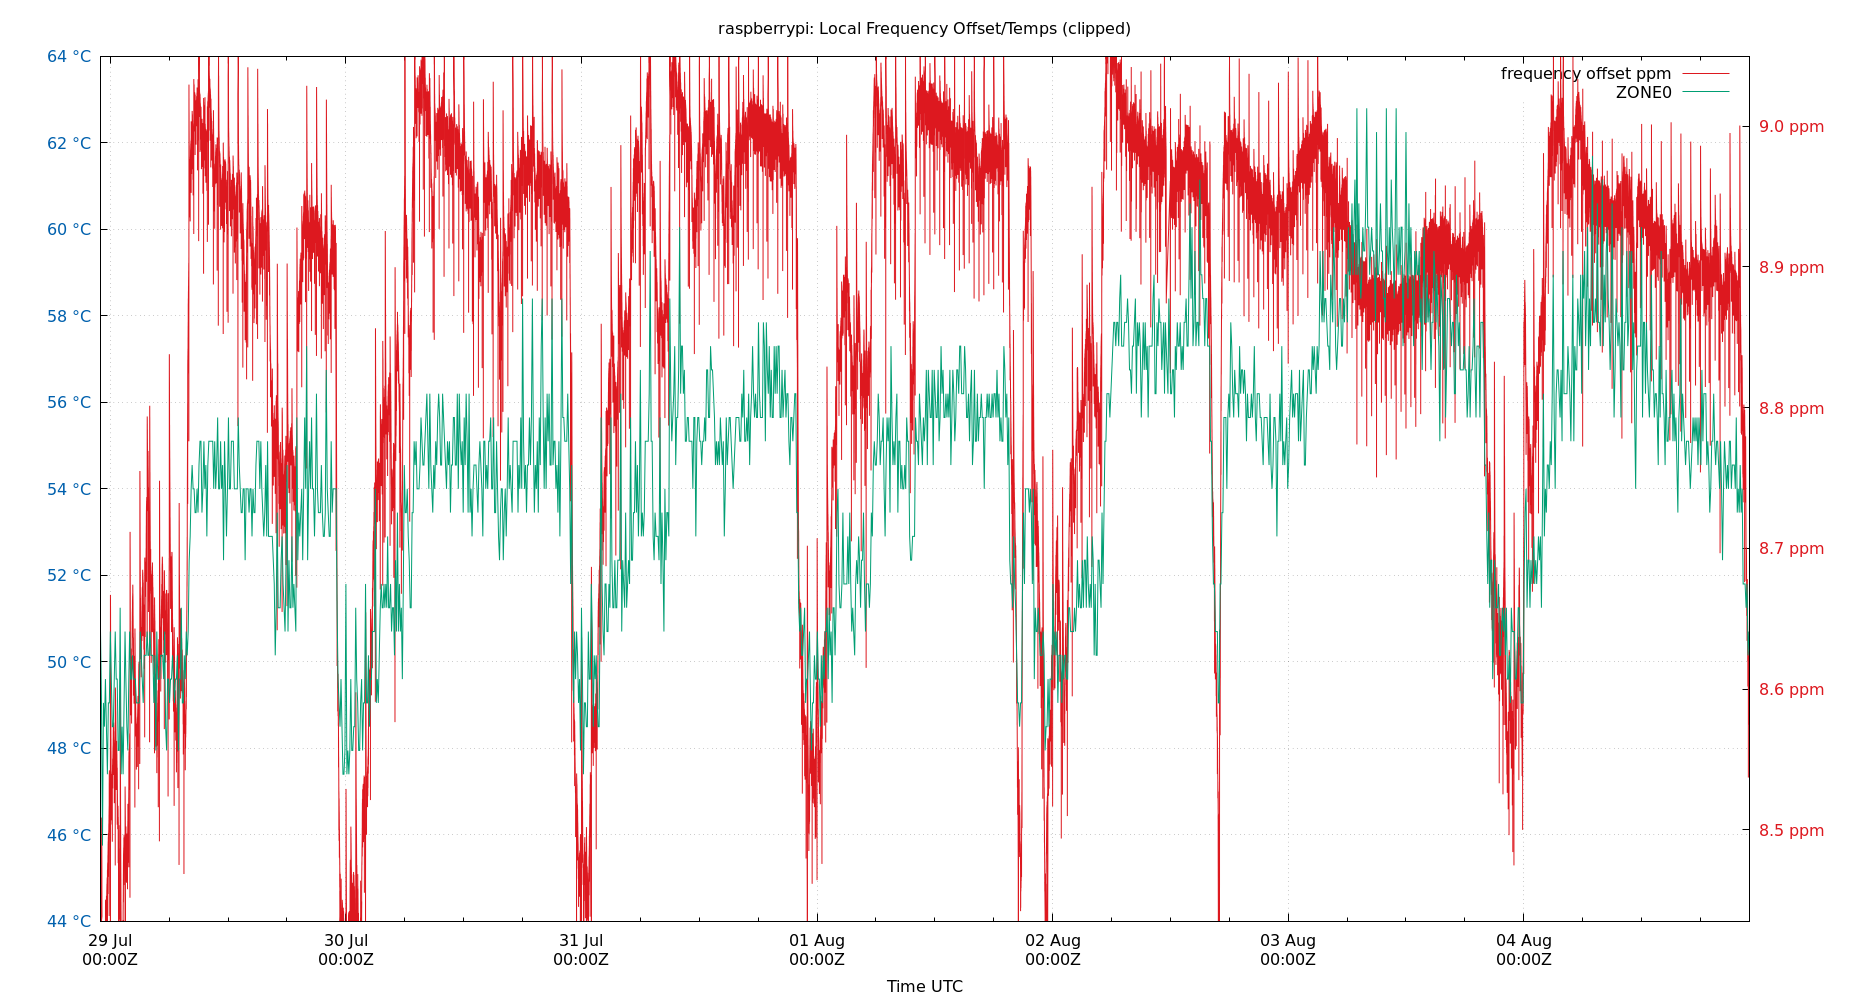 raspberrypi: Local Frequency Offset/Temps (clipped)
64 °C
62 °C
60 °C
58 °C
56 °C
54 °C
52 °C
50 °C
48 °C
46 °C
44 °C
frequency offset ppm
ZONE0
9.0 ppm
8.9 ppm
8.8 ppm
8.7 ppm
8.6 ppm
8.5 ppm
29 Jul
00:00Z
30 Jul
00:00Z
31 Jul
00:00Z
01 Aug
00:00Z
02 Aug
00:00Z
03 Aug
00:00Z
04 Aug
00:00Z
Time UTC